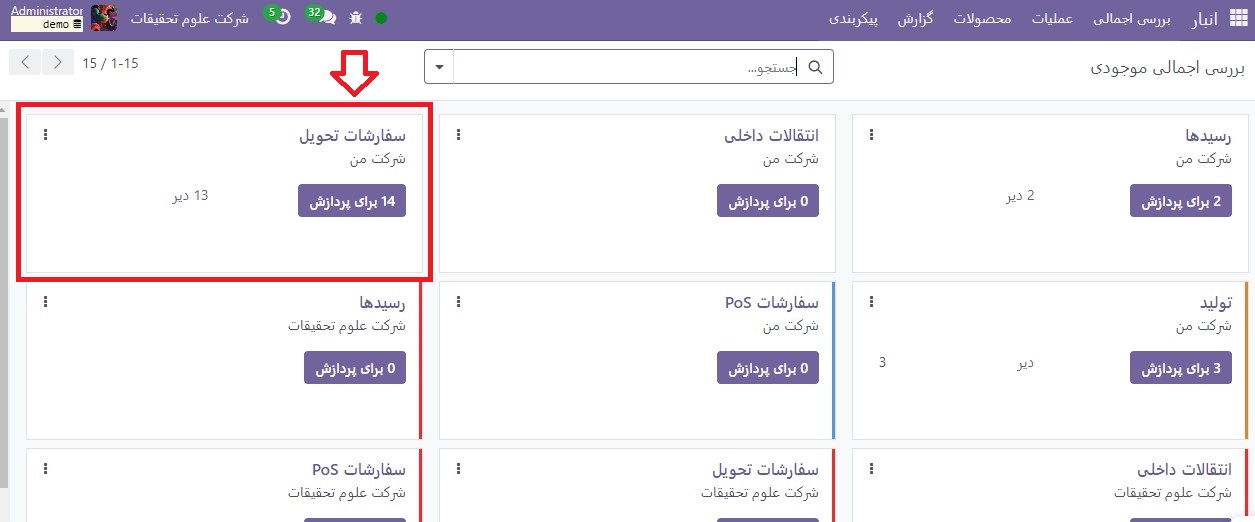 انبار
بررسی اجمالی
عملیات
محصولات
گزارش
پیکربندی
32
5
شرکت علوم تحقیقات
Administrator
demo
بررسی اجمالی موجودی
جستجو...
15 / 1-15
رسیدها
شرکت من
2 برای پردازش
2 دیر
انتقالات داخلی
شرکت من
0 برای پردازش
سفارشات تحویل
شرکت من
14 برای پردازش
13 دیر
تولید
شرکت من
3 برای پردازش
دیر
3
سفارشات PoS
شرکت من
0 برای پردازش
رسیدها
شرکت علوم تحقیقات
0 برای پردازش
انتقالات داخلی
شرکت علوم تحقیقات
سفارشات تحویل
شرکت علوم تحقیقات
سفارشات PoS
شرکت علوم تحقیقات